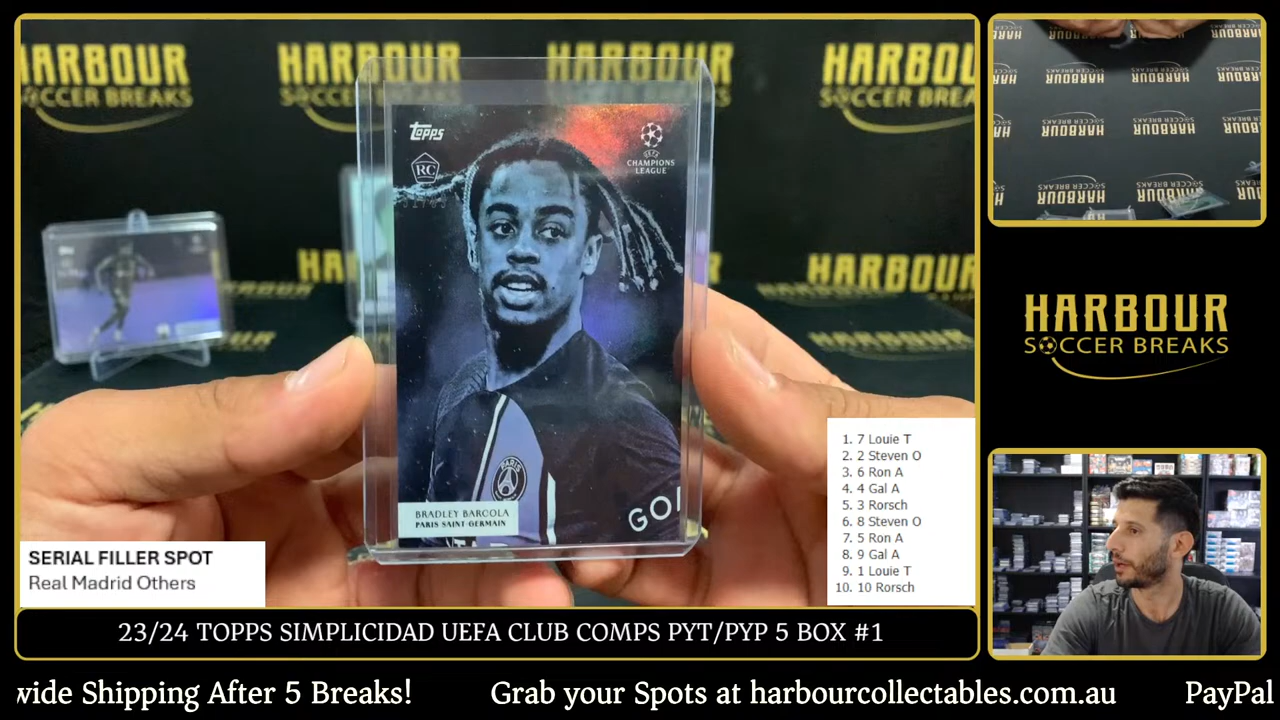 HARBOUR
SOCCER BREAKS
HARBOUR
SOCCER BREAKS
HARBOUR
SOCCER BREAKS
Topps
RC
UEFA
CHAMPIONS
LEAGUE
PARIS
GOA
BRADLEY BARCOLA
PARIS SAINT-GERMAIN
HARBOUR
SOCCER BREAKS
1. 7 Louie T
2. 2 Steven O
3. 6 Ron A
4. 4 Gal A
5. 3 Rorsch
6. 8 Steven O
7. 5 Ron A
8. 9 Gal A
9. 1 Louie T
10. 10 Rorsch
SERIAL FILLER SPOT
Real Madrid Others
23/24 TOPPS SIMPLICIDAD UEFA CLUB COMPS PYT/PYP 5 BOX #1
wide Shipping After 5 Breaks! Grab your Spots at harbourcollectables.com.au PayPal